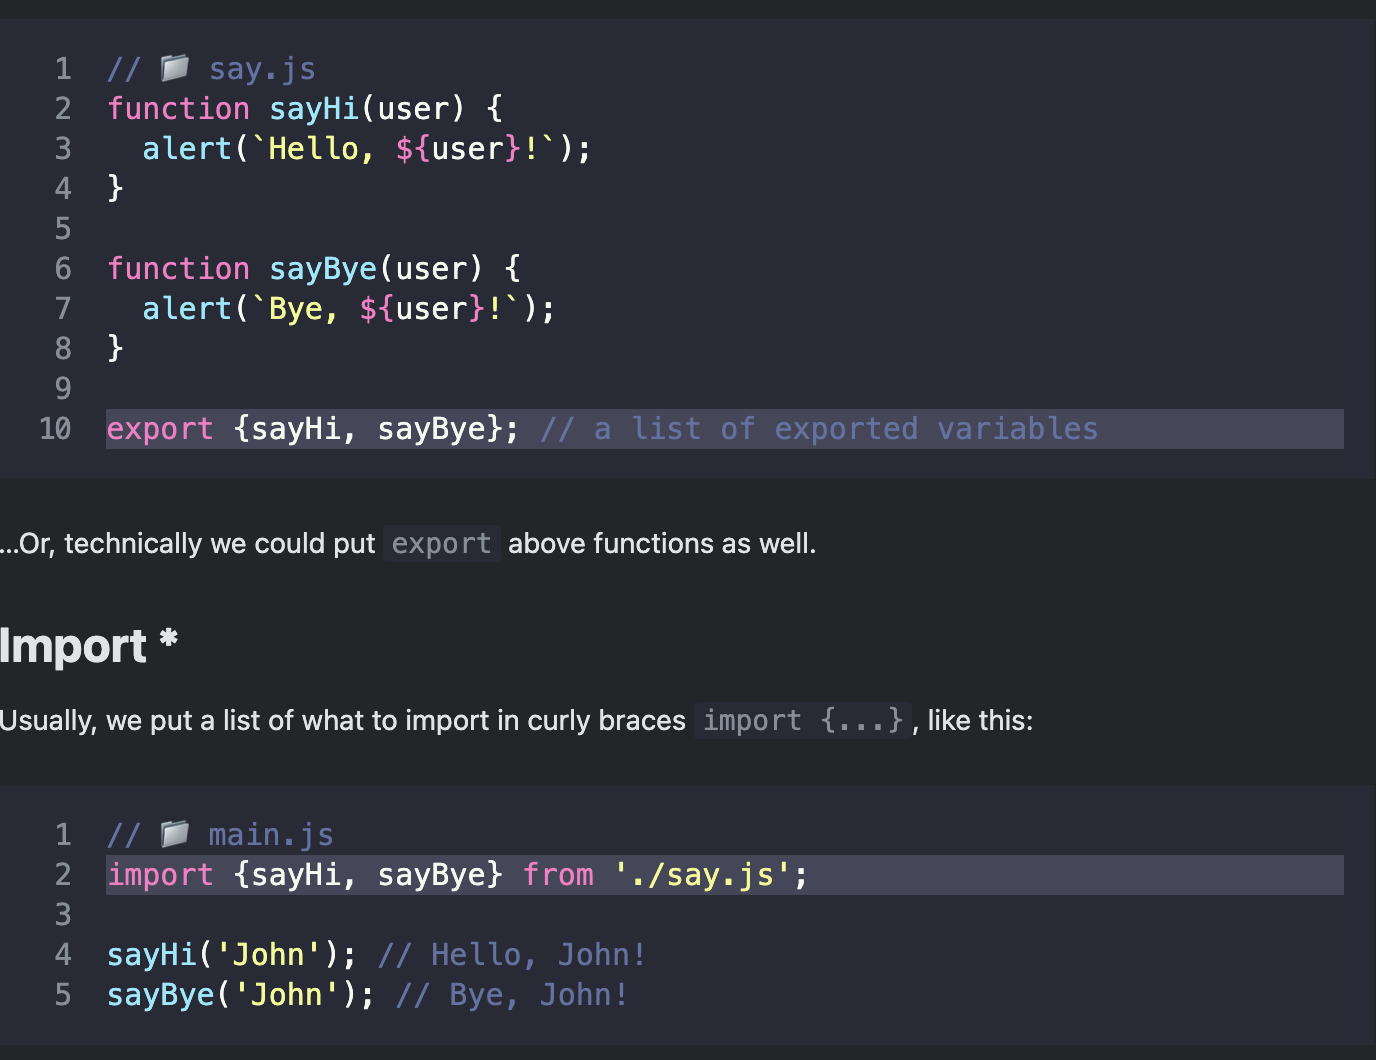 1 // 📁 say.js
2 function sayHi(user) {
3   alert(`Hello, ${user}!`);
4 }
5
6 function sayBye(user) {
7   alert(`Bye, ${user}!`);
8 }
9
10 export {sayHi, sayBye}; // a list of exported variables
…Or, technically we could put export above functions as well.
Import *
Usually, we put a list of what to import in curly braces import {...}, like this:
1 // 📁 main.js
2 import {sayHi, sayBye} from './say.js';
3
4 sayHi('John'); // Hello, John!
5 sayBye('John'); // Bye, John!